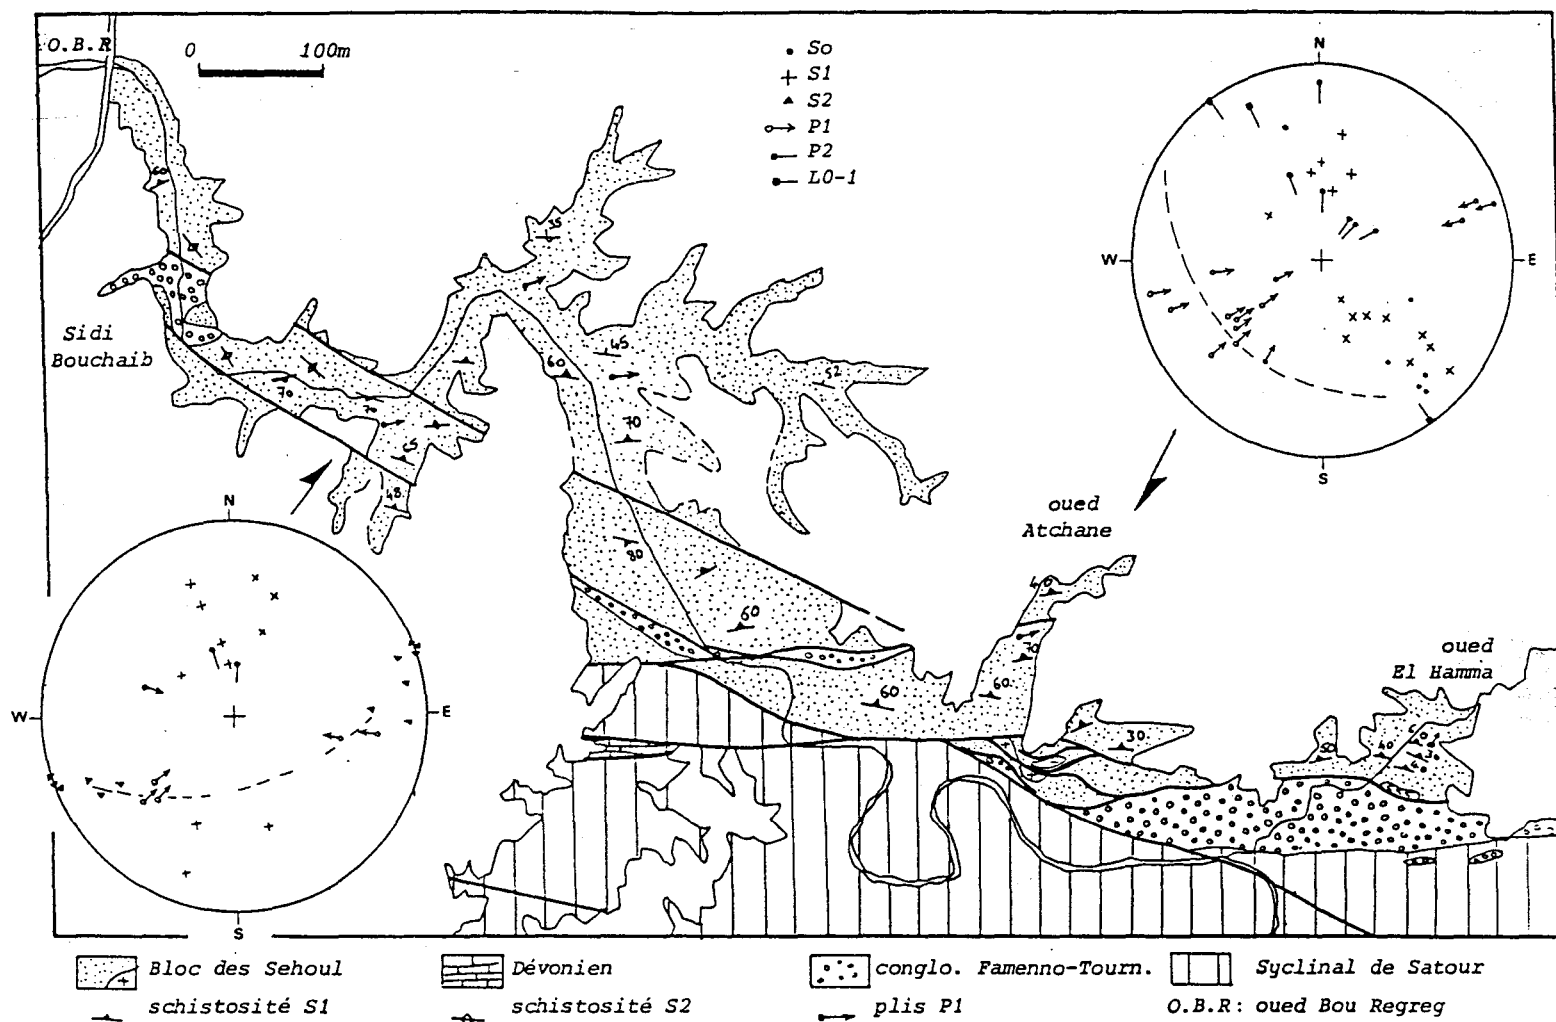 O.B.R
0 100m
So
S1
S2
P1
P2
L0-1
N
W
E
S
60
35
Sidi
Bouchaib
45
60
52
70
70
70
65
48
N
W
E
S
80
60
60
oued
Atchane
40
70
60
30
oued
El Hamma
50
40
Bloc des Sehoul
Dévonien
conglo. Famenno-Tourn.
Syclinal de Satour
schistosité S1
schistosité S2
plis P1
O.B.R: oued Bou Regreg